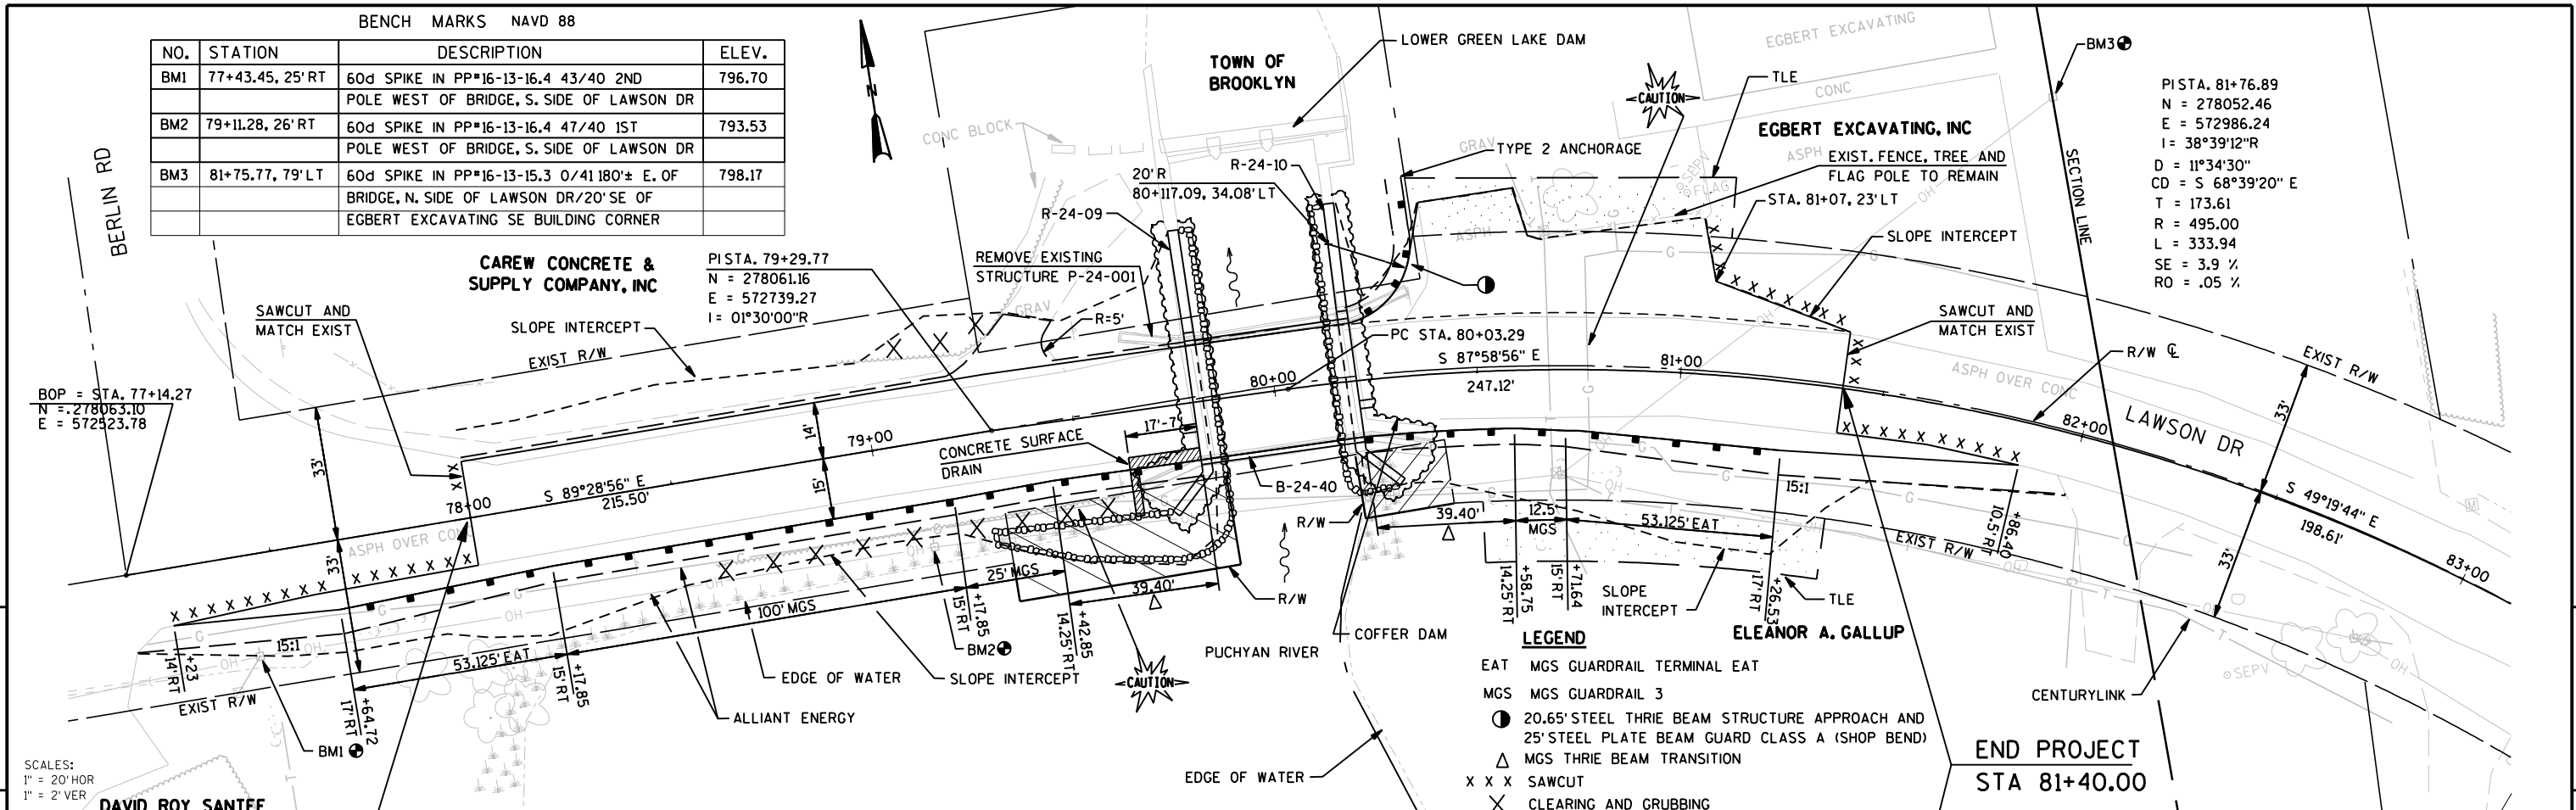 BENCH MARKS NAVD 88
NO. STATION DESCRIPTION ELEV.
BM1 77+43.45, 25' RT 60d SPIKE IN PP#16-13-16.4 43/40 2ND 796.70
POLE WEST OF BRIDGE, S. SIDE OF LAWSON DR
BM2 79+11.28, 26' RT 60d SPIKE IN PP#16-13-16.4 47/40 1ST 793.53
POLE WEST OF BRIDGE, S. SIDE OF LAWSON DR
BM3 81+75.77, 79' LT 60d SPIKE IN PP#16-13-15.3 0/41 180'± E. OF 798.17
BRIDGE, N. SIDE OF LAWSON DR/20' SE OF
EGBERT EXCAVATING SE BUILDING CORNER
N
TOWN OF
BROOKLYN
LOWER GREEN LAKE DAM
EGBERT EXCAVATING
CONC
BM3
CAUTION
TLE
EGBERT EXCAVATING, INC
ASPH
EXIST. FENCE, TREE AND
FLAG POLE TO REMAIN
STA. 81+07, 23' LT
SLOPE INTERCEPT
SECTION LINE
PI STA. 81+76.89
N = 278052.46
E = 572986.24
I = 38°39'12"R
D = 11°34'30"
CD = S 68°39'20" E
T = 173.61
R = 495.00
L = 333.94
SE = 3.9 %
RO = .05 %
BERLIN RD
CONC BLOCK
GRAV
TYPE 2 ANCHORAGE
SEPV
FLAG
ASPH
OH
R-24-10
20' R
80+117.09, 34.08' LT
R-24-09
REMOVE EXISTING
STRUCTURE P-24-001
GRAV
R=5'
CAREW CONCRETE &
SUPPLY COMPANY, INC
PI STA. 79+29.77
N = 278061.16
E = 572739.27
I = 01°30'00"R
SAWCUT AND
MATCH EXIST
SLOPE INTERCEPT
EXIST R/W
PC STA. 80+03.29
S 87°58'56" E
247.12'
80+00
81+00
SAWCUT AND
MATCH EXIST
R/W ℄
EXIST R/W
ASPH OVER CONC
LAWSON DR
82+00
33'
33'
S 49°19'44" E
198.61'
83+00
BOP = STA. 77+14.27
N = 278063.10
E = 572523.78
33'
33'
78+00
S 89°28'56" E
215.50'
79+00
14'
15'
ASPH OVER CONC
17'-7"
CONCRETE SURFACE
DRAIN
B-24-40
R/W
39.40'
12.5'
MGS
53.125' EAT
15:1
+58.75
14.25' RT
+71.64
15' RT
+26.53
17' RT
+86.40
10.5' RT
EXIST R/W
SLOPE
INTERCEPT
TLE
ELEANOR A. GALLUP
25' MGS
39.40'
100' MGS
+17.85
15' RT
+42.85
14.25' RT
BM2
R/W
COFFER DAM
PUCHYAN RIVER
CAUTION
SLOPE INTERCEPT
EDGE OF WATER
ALLIANT ENERGY
53.125' EAT
+17.85
15' RT
15:1
+23
14' RT
+64.72
17' RT
EXIST R/W
BM1
SCALES:
1" = 20' HOR
1" = 2' VER
DAVID ROY SANTEE
EDGE OF WATER
LEGEND
EAT MGS GUARDRAIL TERMINAL EAT
MGS MGS GUARDRAIL 3
20.65' STEEL THRIE BEAM STRUCTURE APPROACH AND
25' STEEL PLATE BEAM GUARD CLASS A (SHOP BEND)
△ MGS THRIE BEAM TRANSITION
X X X SAWCUT
X CLEARING AND GRUBBING
CENTURYLINK
SEPV
END PROJECT
STA 81+40.00